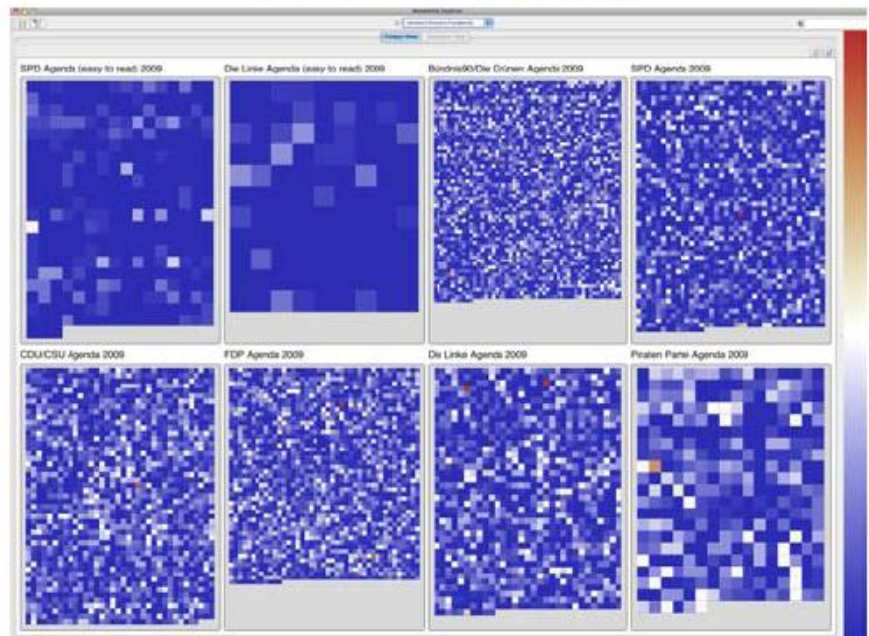 SPD Agenda (easy to read) 2009
Die Linke Agenda (easy to read) 2009
Bündnis90/Die Grünen Agenda 2009
SPD Agenda 2009
CDU/CSU Agenda 2009
FDP Agenda 2009
Die Linke Agenda 2009
Piraten Partei Agenda 2009